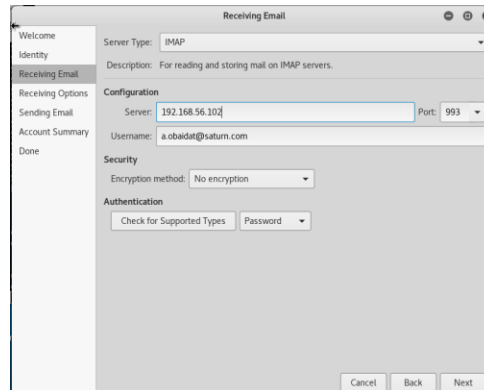 Receiving Email
Welcome
Identity
Receiving Email
Receiving Options
Sending Email
Account Summary
Done
Server Type: IMAP
Description: For reading and storing mail on IMAP servers.
Configuration
Server: 192.168.56.102 Port: 993
Username: a.obaidat@saturn.com
Security
Encryption method: No encryption
Authentication
Check for Supported Types Password
Cancel Back Next